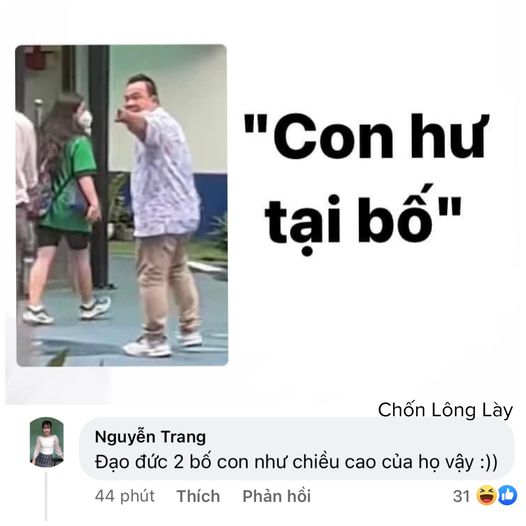 "Con hư
tại bố"
Chốn Lông Lày
Nguyễn Trang
Đạo đức 2 bố con như chiều cao của họ vậy :))
44 phút Thích Phản hồi 31